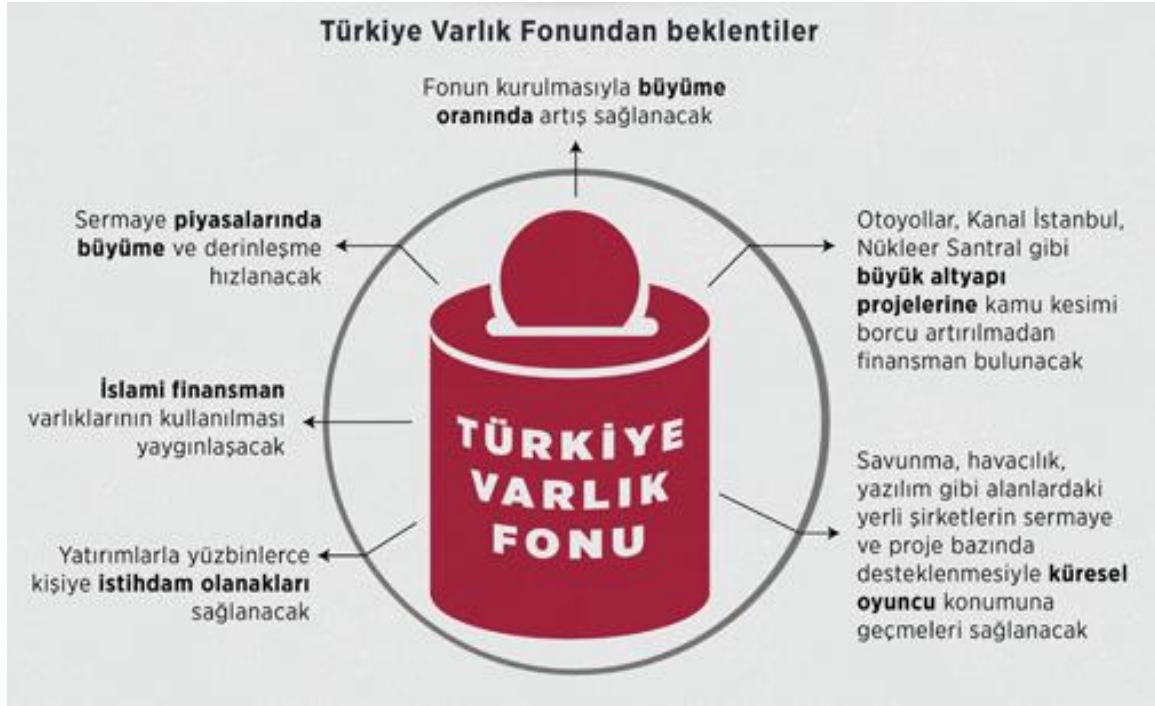 Türkiye Varlık Fonundan beklentiler
Fonun kurulmasıyla büyüme
oranında artış sağlanacak
Sermaye piyasalarında
büyüme ve derinleşme
hızlanacak
İslami finansman
varlıklarının kullanılması
yaygınlaşacak
Yatırımlarla yüzbinlerce
kişiye istihdam olanakları
sağlanacak
TÜRKİYE
VARLIK
FONU
Otoyollar, Kanal İstanbul,
Nükleer Santral gibi
büyük altyapı
projelerine kamu kesimi
borcu artırılmadan
finansman bulunacak
Savunma, havacılık,
yazılım gibi alanlardaki
yerli şirketlerin sermaye
ve proje bazında
desteklenmesiyle küresel
oyuncu konumuna
geçmeleri sağlanacak